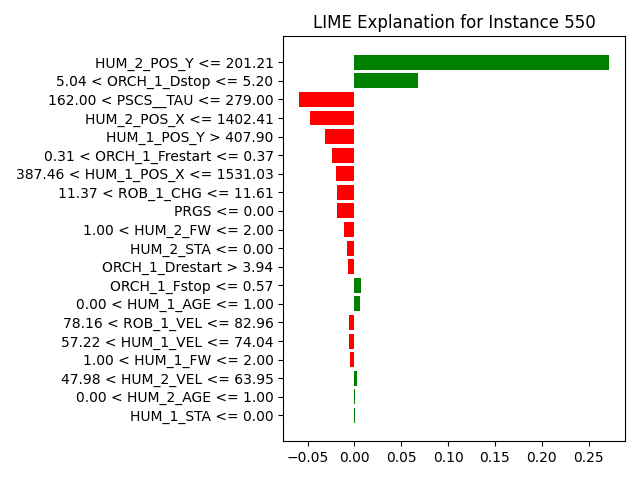 LIME Explanation for Instance 550
HUM_2_POS_Y <= 201.21
5.04 < ORCH_1_Dstop <= 5.20
162.00 < PSCS__TAU <= 279.00
HUM_2_POS_X <= 1402.41
HUM_1_POS_Y > 407.90
0.31 < ORCH_1_Frestart <= 0.37
387.46 < HUM_1_POS_X <= 1531.03
11.37 < ROB_1_CHG <= 11.61
PRGS <= 0.00
1.00 < HUM_2_FW <= 2.00
HUM_2_STA <= 0.00
ORCH_1_Drestart > 3.94
ORCH_1_Fstop <= 0.57
0.00 < HUM_1_AGE <= 1.00
78.16 < ROB_1_VEL <= 82.96
57.22 < HUM_1_VEL <= 74.04
1.00 < HUM_1_FW <= 2.00
47.98 < HUM_2_VEL <= 63.95
0.00 < HUM_2_AGE <= 1.00
HUM_1_STA <= 0.00
−0.05 0.00 0.05 0.10 0.15 0.20 0.25